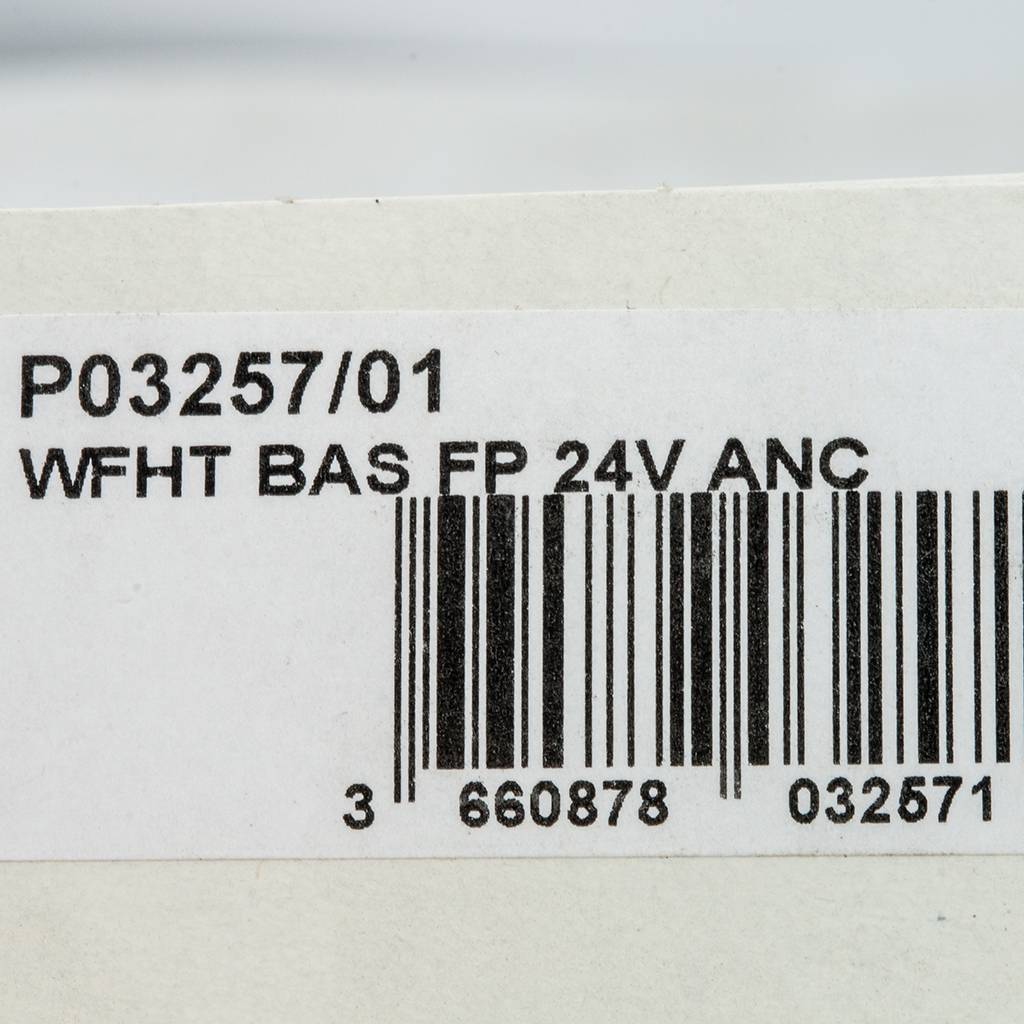 P03257/01
WFHT BAS FP 24V ANC
3 660878 032571